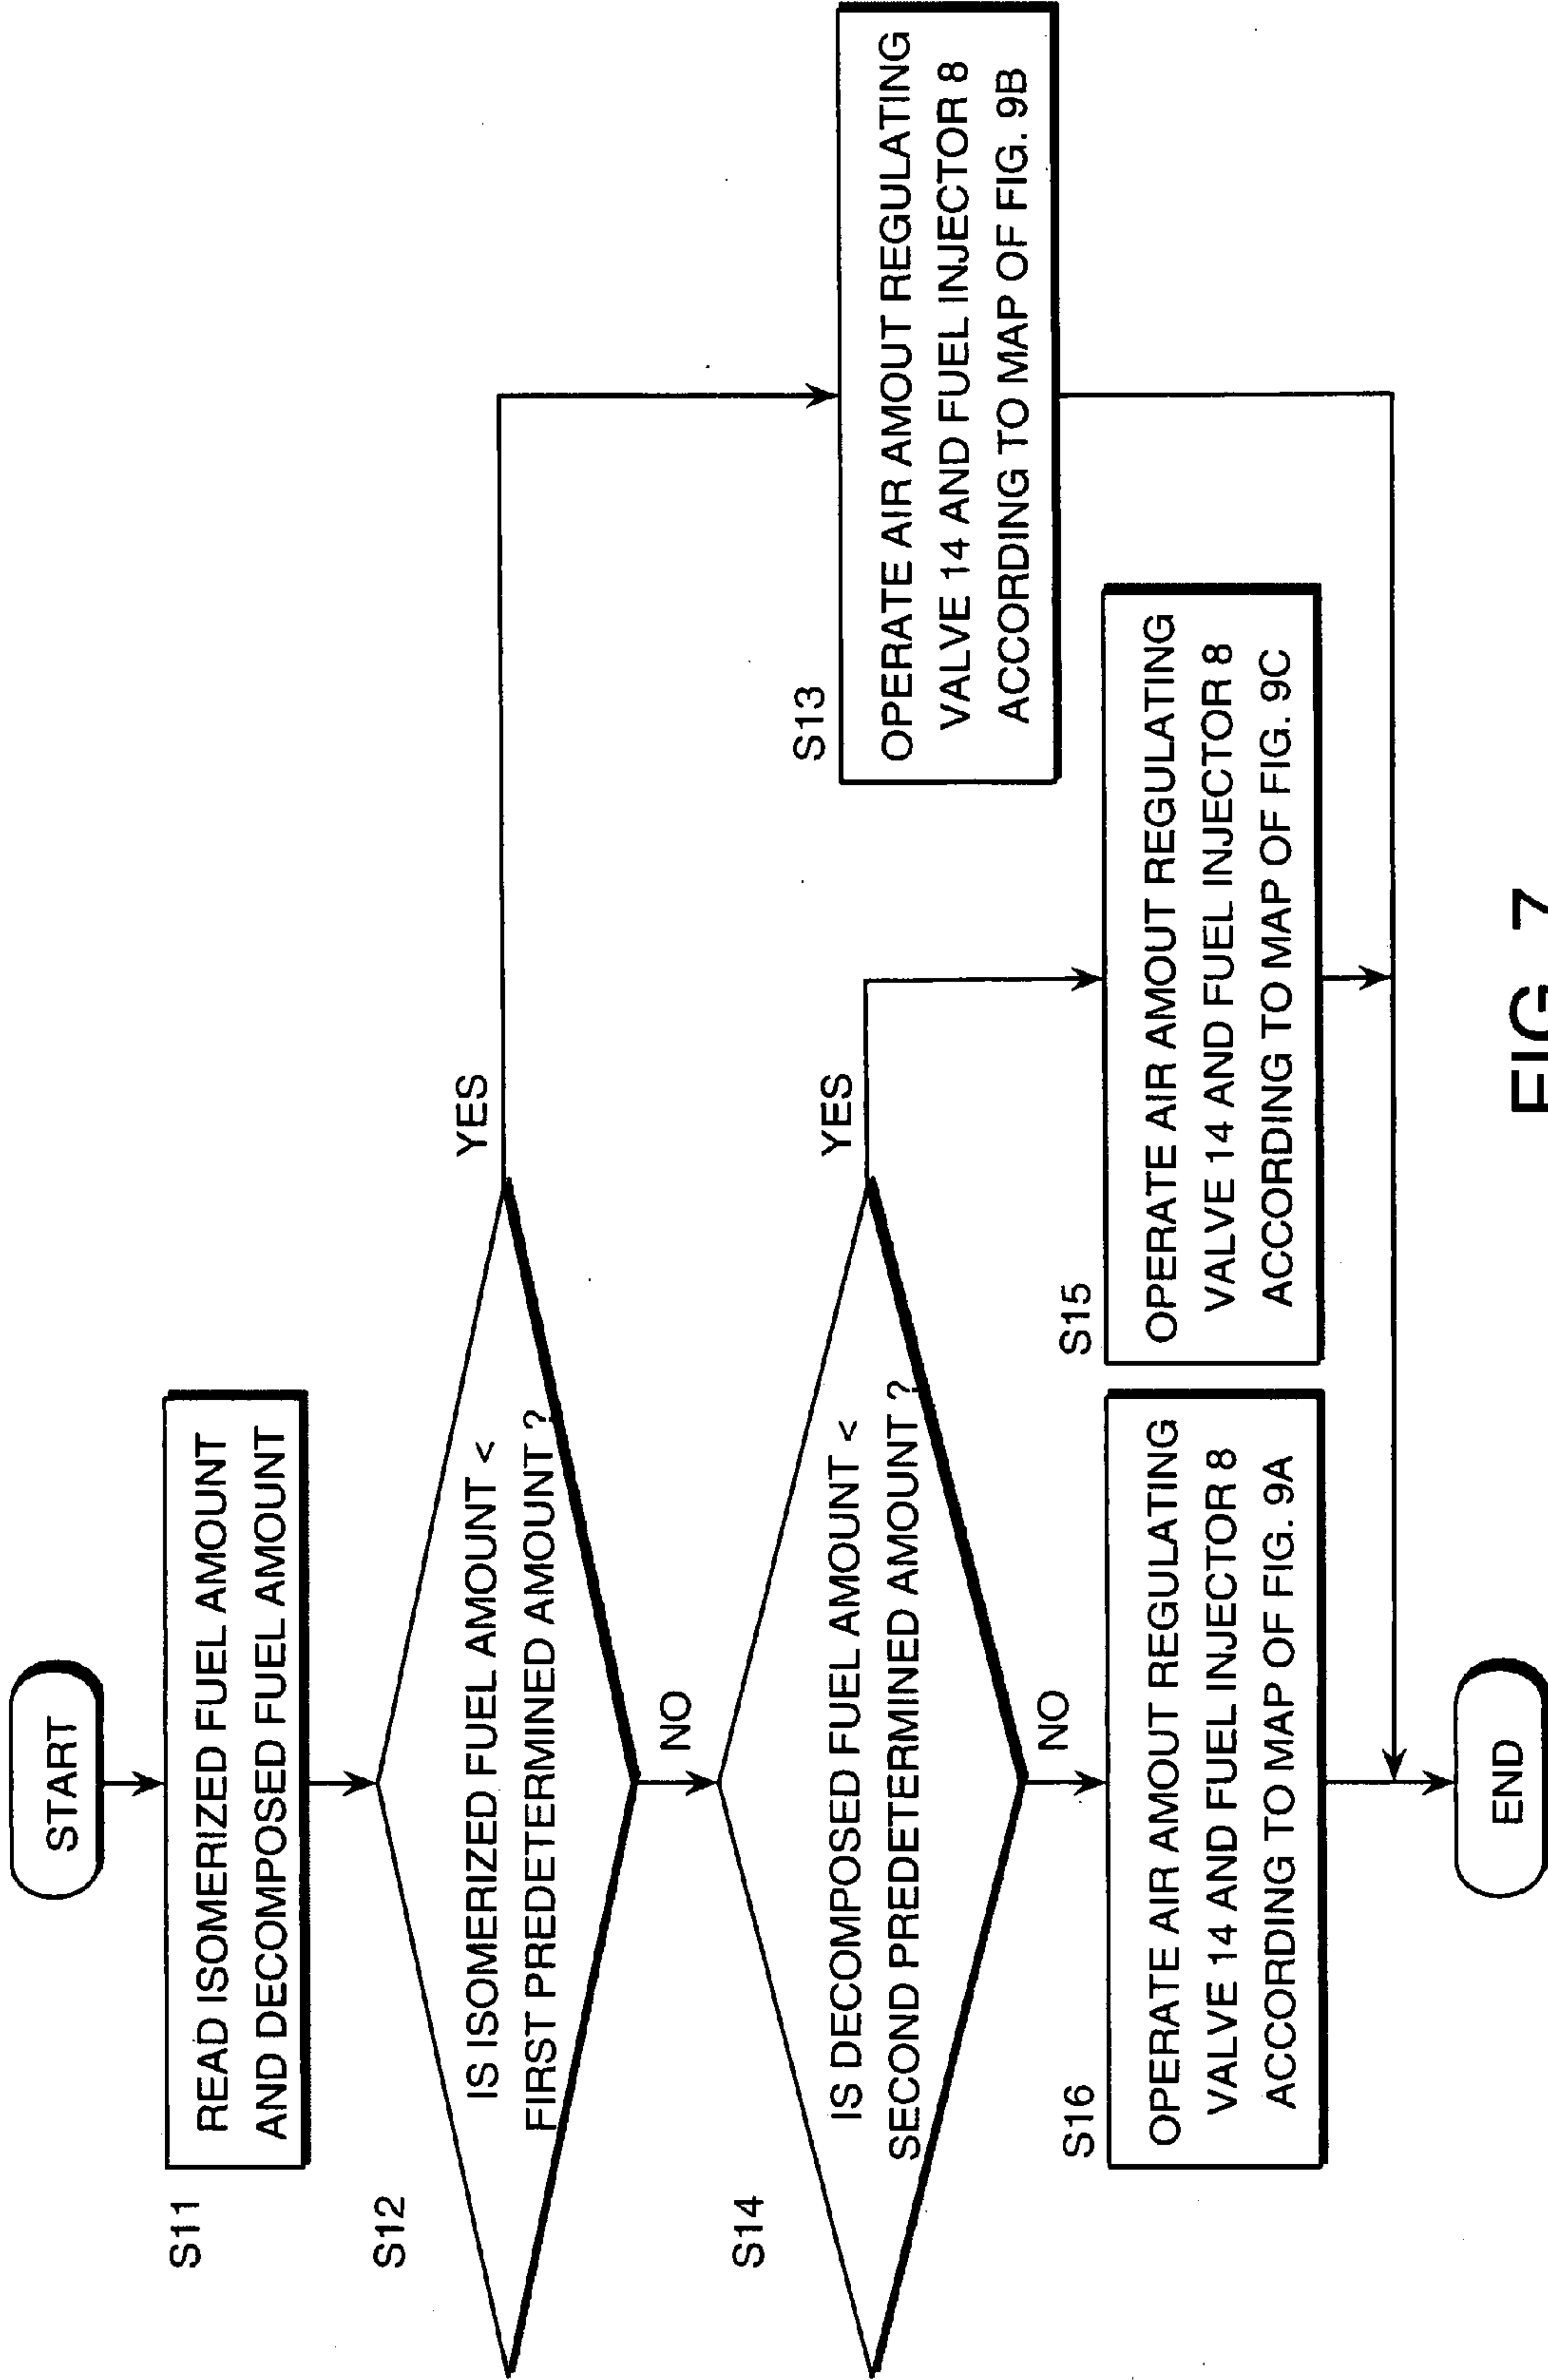 START
S11
READ ISOMERIZED FUEL AMOUNT
AND DECOMPOSED FUEL AMOUNT
S12
IS ISOMERIZED FUEL AMOUNT <
FIRST PREDETERMINED AMOUNT ?
YES
NO
S13
OPERATE AIR AMOUT REGULATING
VALVE 14 AND FUEL INJECTOR 8
ACCORDING TO MAP OF FIG. 9B
S14
IS DECOMPOSED FUEL AMOUNT <
SECOND PREDETERMINED AMOUNT ?
YES
NO
S15
OPERATE AIR AMOUT REGULATING
VALVE 14 AND FUEL INJECTOR 8
ACCORDING TO MAP OF FIG. 9C
S16
OPERATE AIR AMOUT REGULATING
VALVE 14 AND FUEL INJECTOR 8
ACCORDING TO MAP OF FIG. 9A
END
FIG. 7